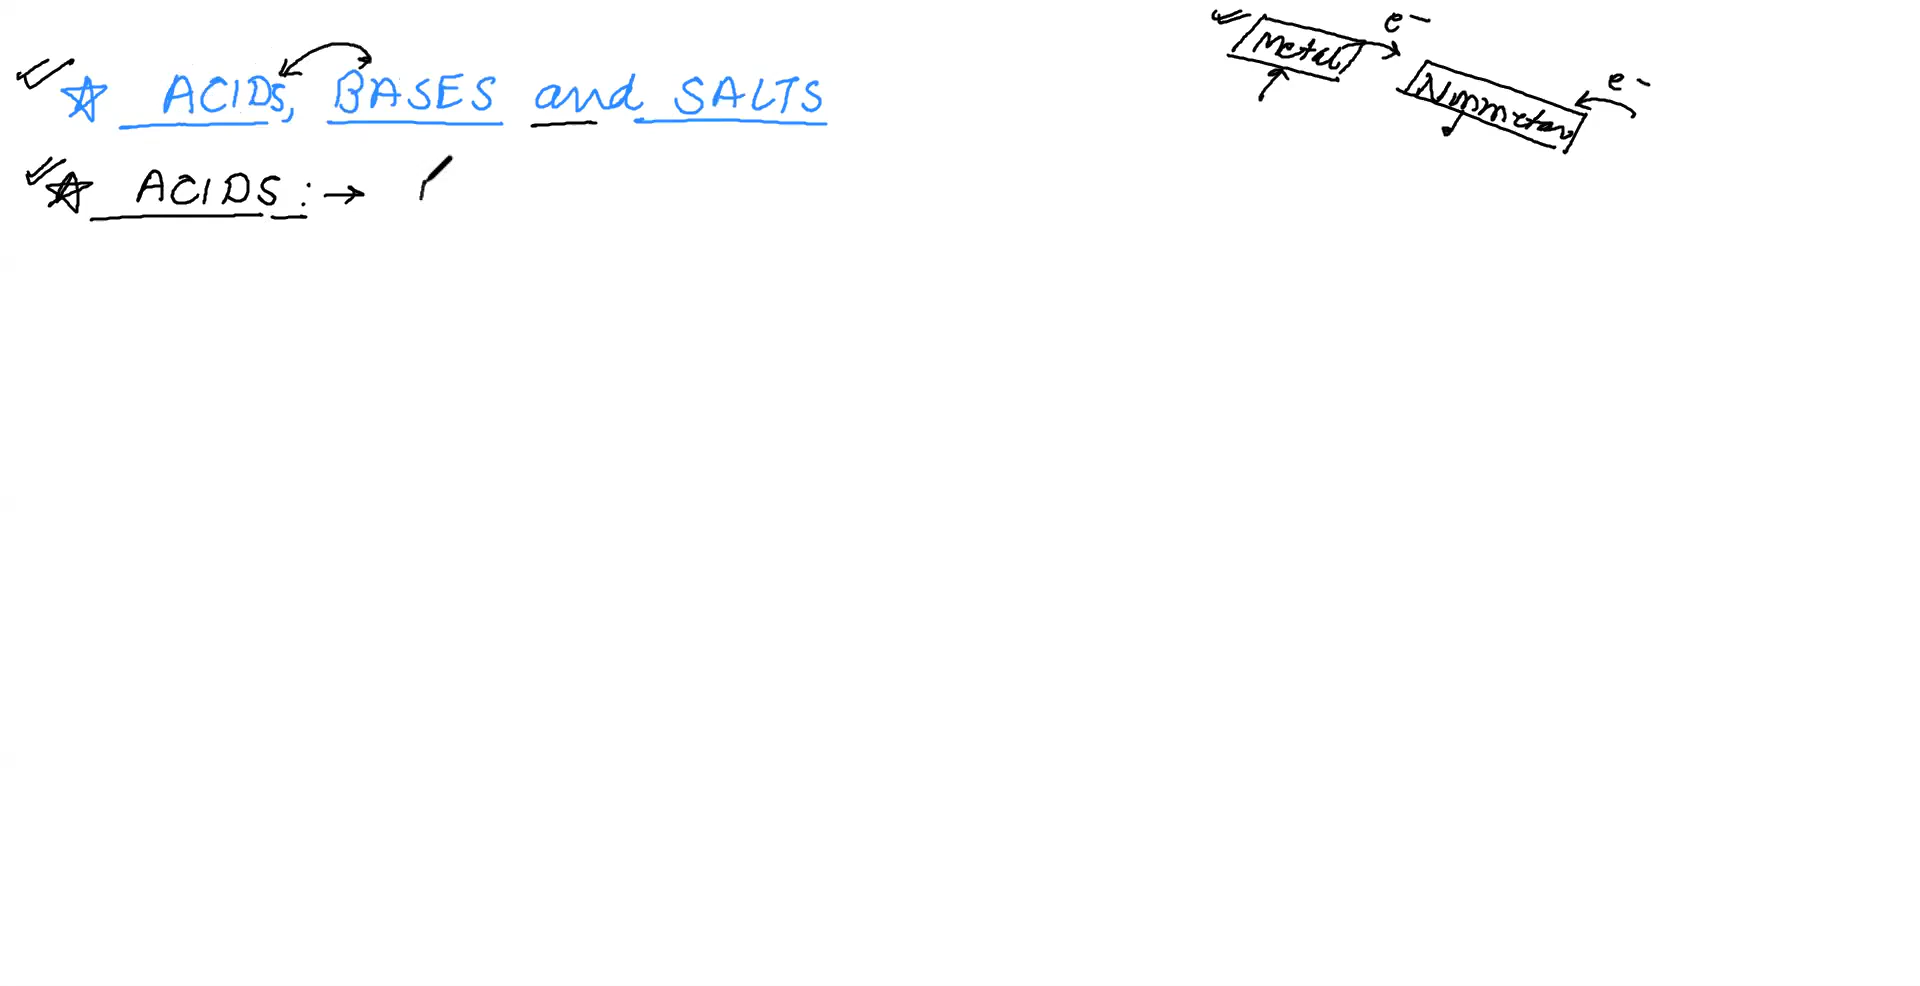 ☆ ACIDs, BASES and SALTS
☆ ACIDS :→
Metal e−
e−